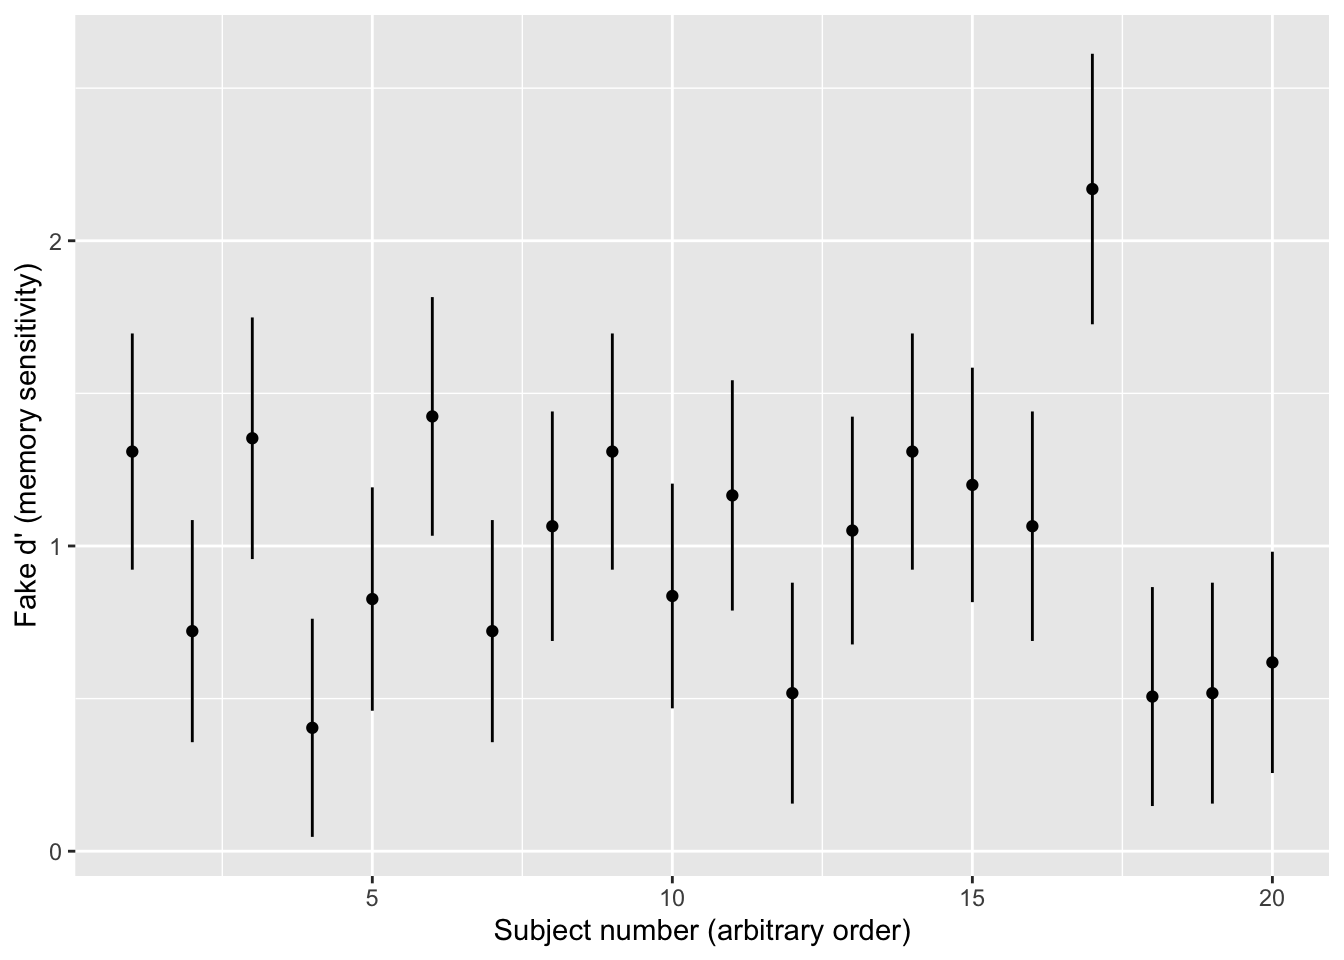 Fake d' (memory sensitivity)
2
1
0
5 10 15 20
Subject number (arbitrary order)